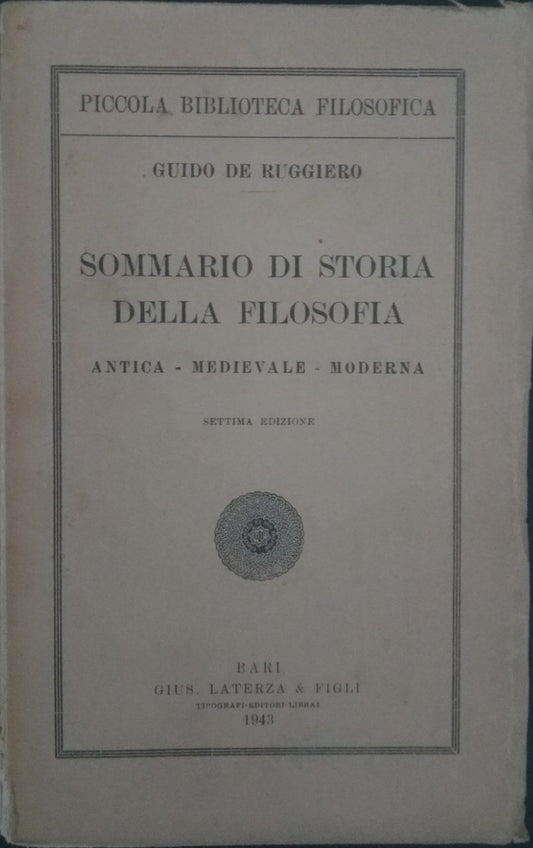 PICCOLA BIBLIOTECA FILOSOFICA
GUIDO DE RUGGIERO
SOMMARIO DI STORIA
DELLA FILOSOFIA
ANTICA - MEDIEVALE - MODERNA
SETTIMA EDIZIONE
BARI
GIUS. LATERZA & FIGLI
TIPOGRAFI-EDITORI-LIBRAI
1943